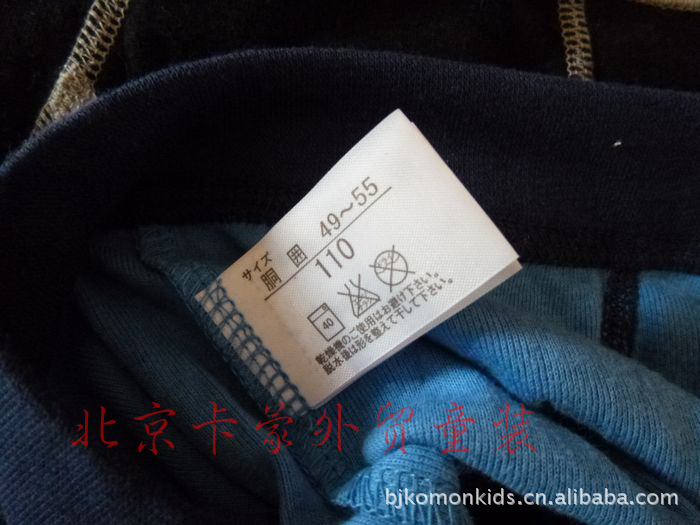 サイズ
胴 囲 49～55
110
40
乾燥機のご使用はお避け下さい。
脱水後は形を整えて干して下さい。
北京卡蒙外贸童装
bjkomonkids.cn.alibaba.com